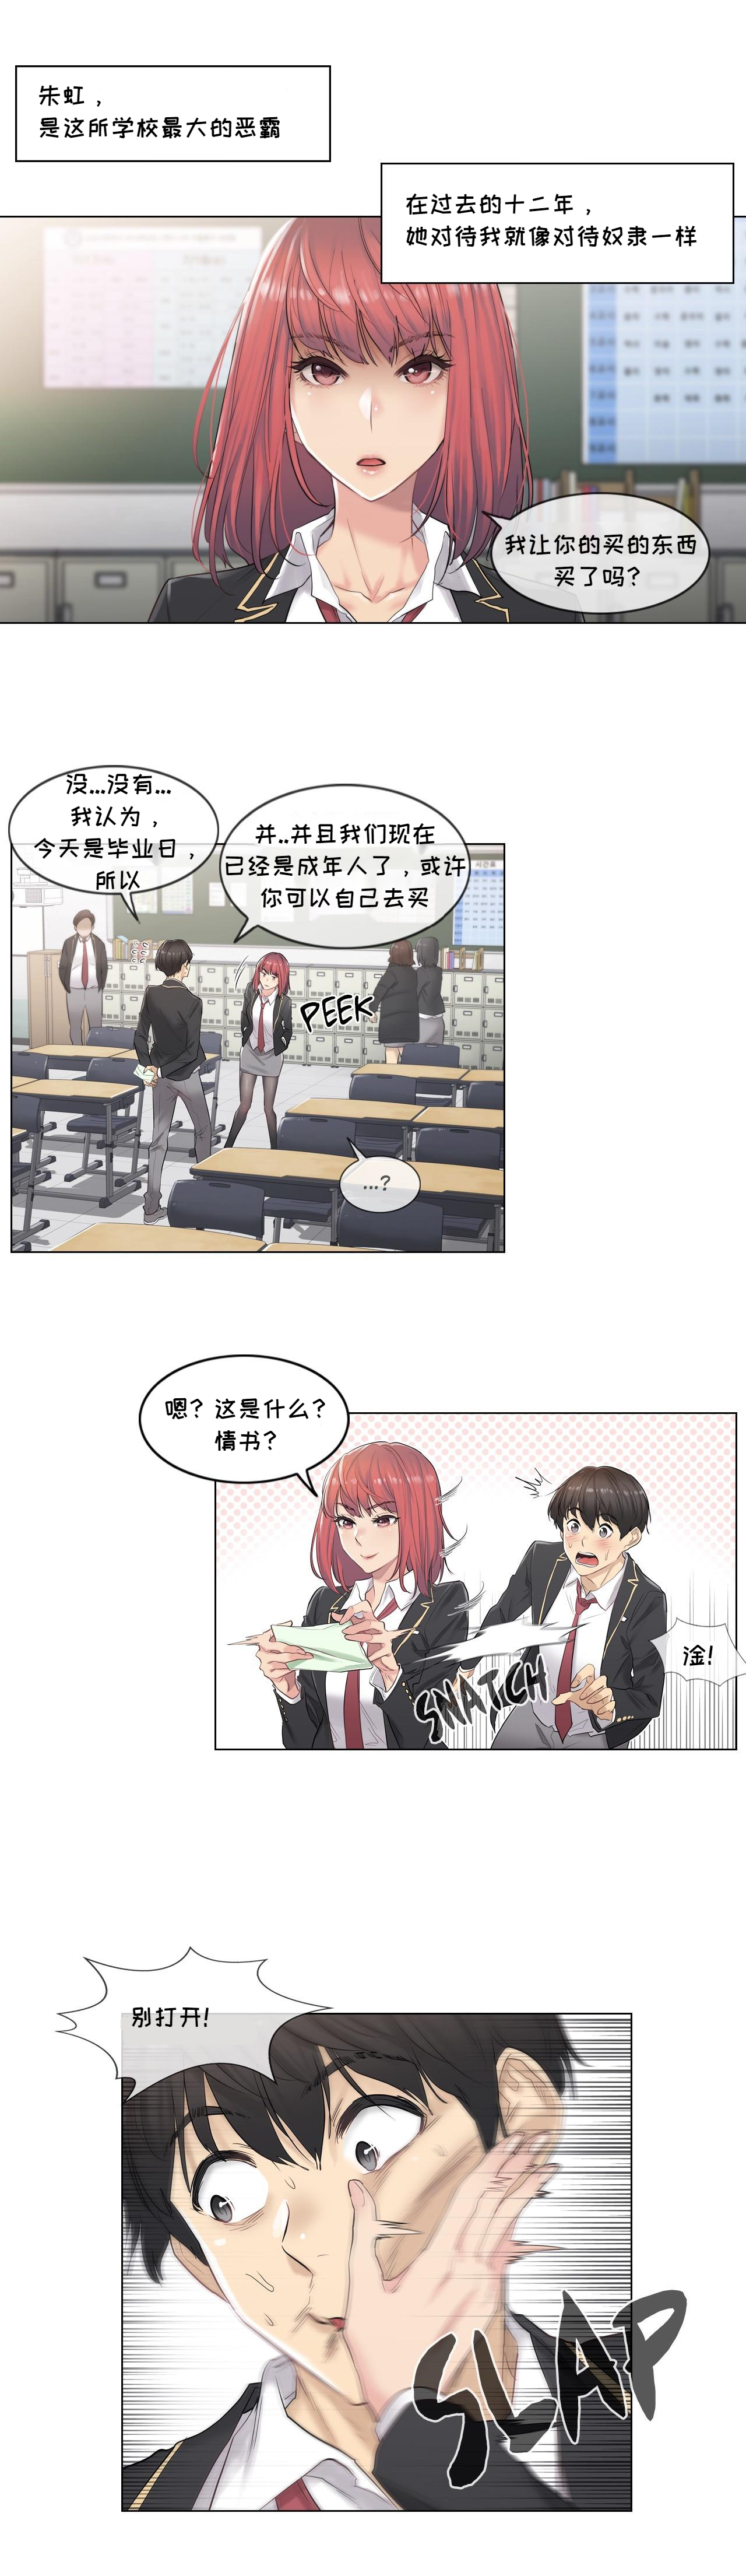 朱虹，
是这所学校最大的恶霸
在过去的十二年，
她对待我就像对待奴隶一样
我让你的买的东西
买了吗？
没...没有...
我认为，
今天是毕业日，
所以
并..并且我们现在
已经是成年人了，或许
你可以自己去买
PEEK
...?
嗯？这是什么？
情书？
淦!
SNATCH
别打开!
SLAP